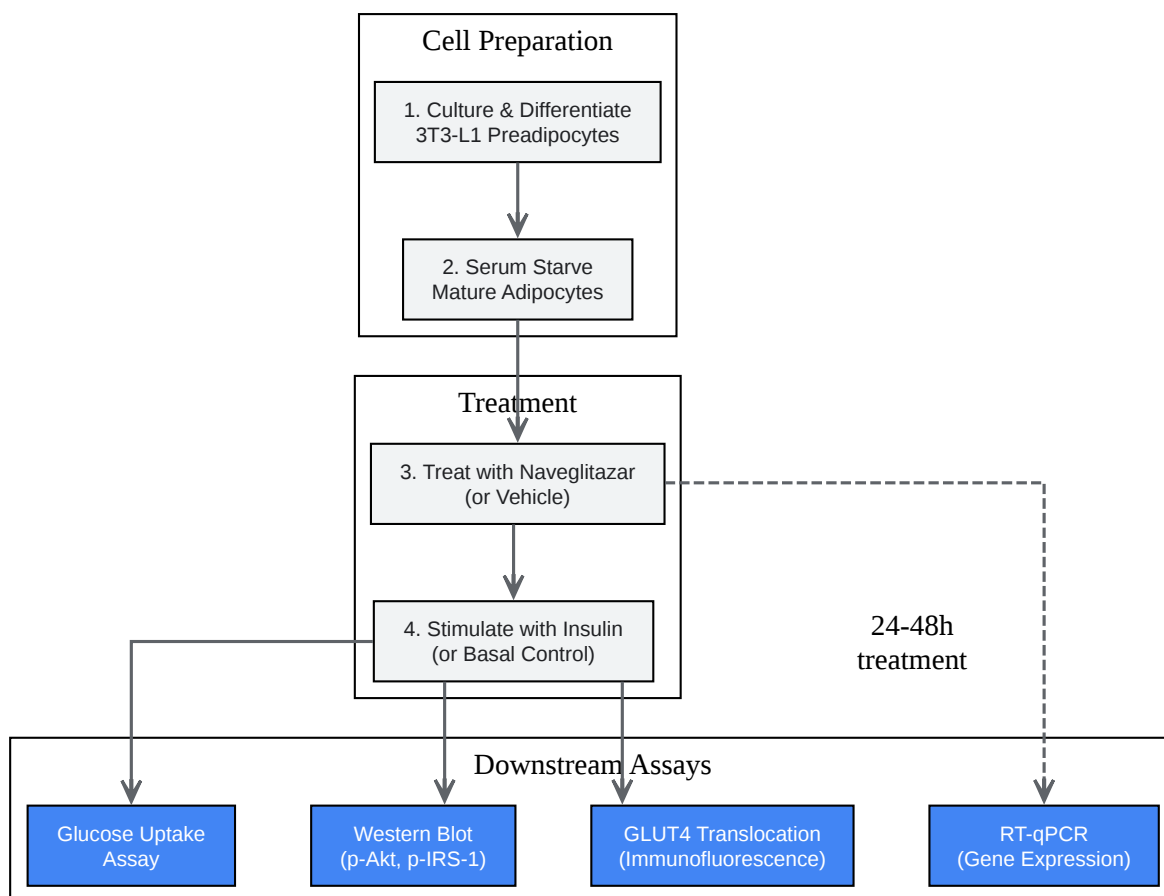 Cell Preparation
1. Culture & Differentiate
3T3-L1 Preadipocytes
2. Serum Starve
Mature Adipocytes
Treatment
3. Treat with Naveglitazar
(or Vehicle)
4. Stimulate with Insulin
(or Basal Control)
24-48h
treatment
Downstream Assays
Glucose Uptake
Assay
Western Blot
(p-Akt, p-IRS-1)
GLUT4 Translocation
(Immunofluorescence)
RT-qPCR
(Gene Expression)